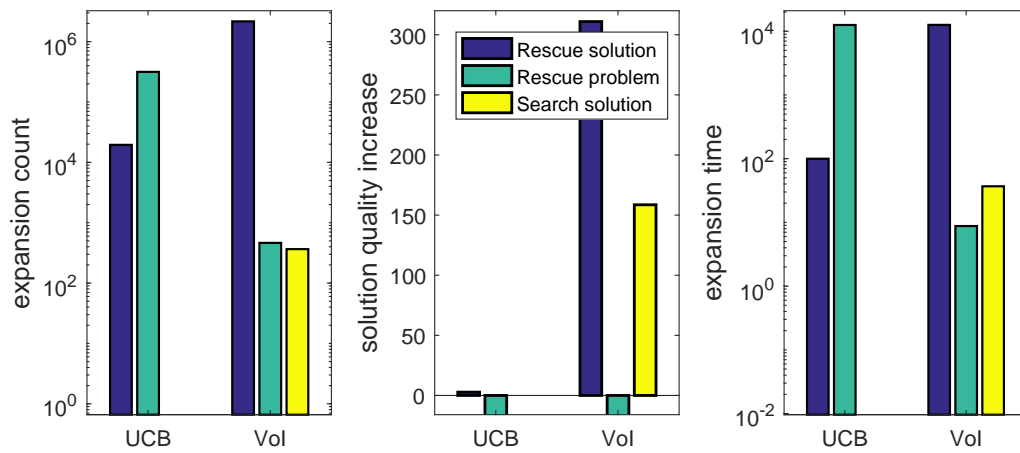 expansion count
10^6
10^4
10^2
10^0
UCB
VoI
solution quality increase
300
250
200
150
100
50
0
Rescue solution
Rescue problem
Search solution
UCB
VoI
expansion time
10^4
10^2
10^0
10^-2
UCB
VoI